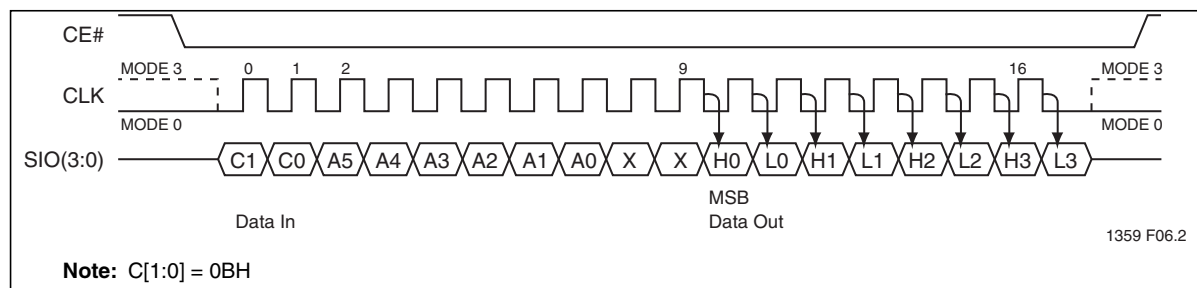 CE#
MODE 3 0 1 2 9 16 MODE 3
CLK
MODE 0 MODE 0
SIO(3:0) C1 C0 A5 A4 A3 A2 A1 A0 X X H0 L0 H1 L1 H2 L2 H3 L3
MSB
Data In Data Out
1359 F06.2
Note: C[1:0] = 0BH